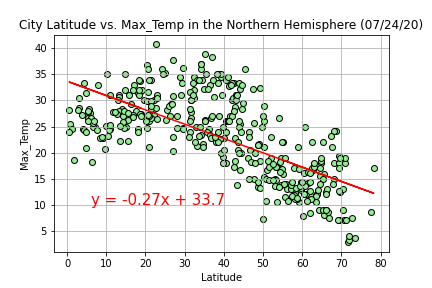 City Latitude vs. Max_Temp in the Northern Hemisphere (07/24/20)
40
35
30
25
20
15
10
5
Max_Temp
y = -0.27x + 33.7
0 10 20 30 40 50 60 70 80
Latitude